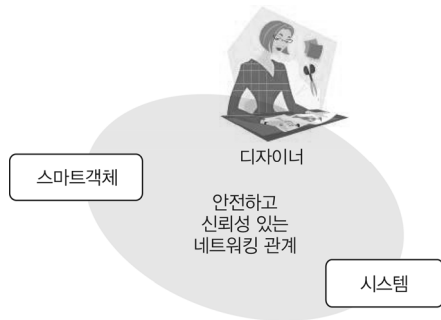 디자이너
스마트객체
안전하고
신뢰성 있는
네트워킹 관계
시스템